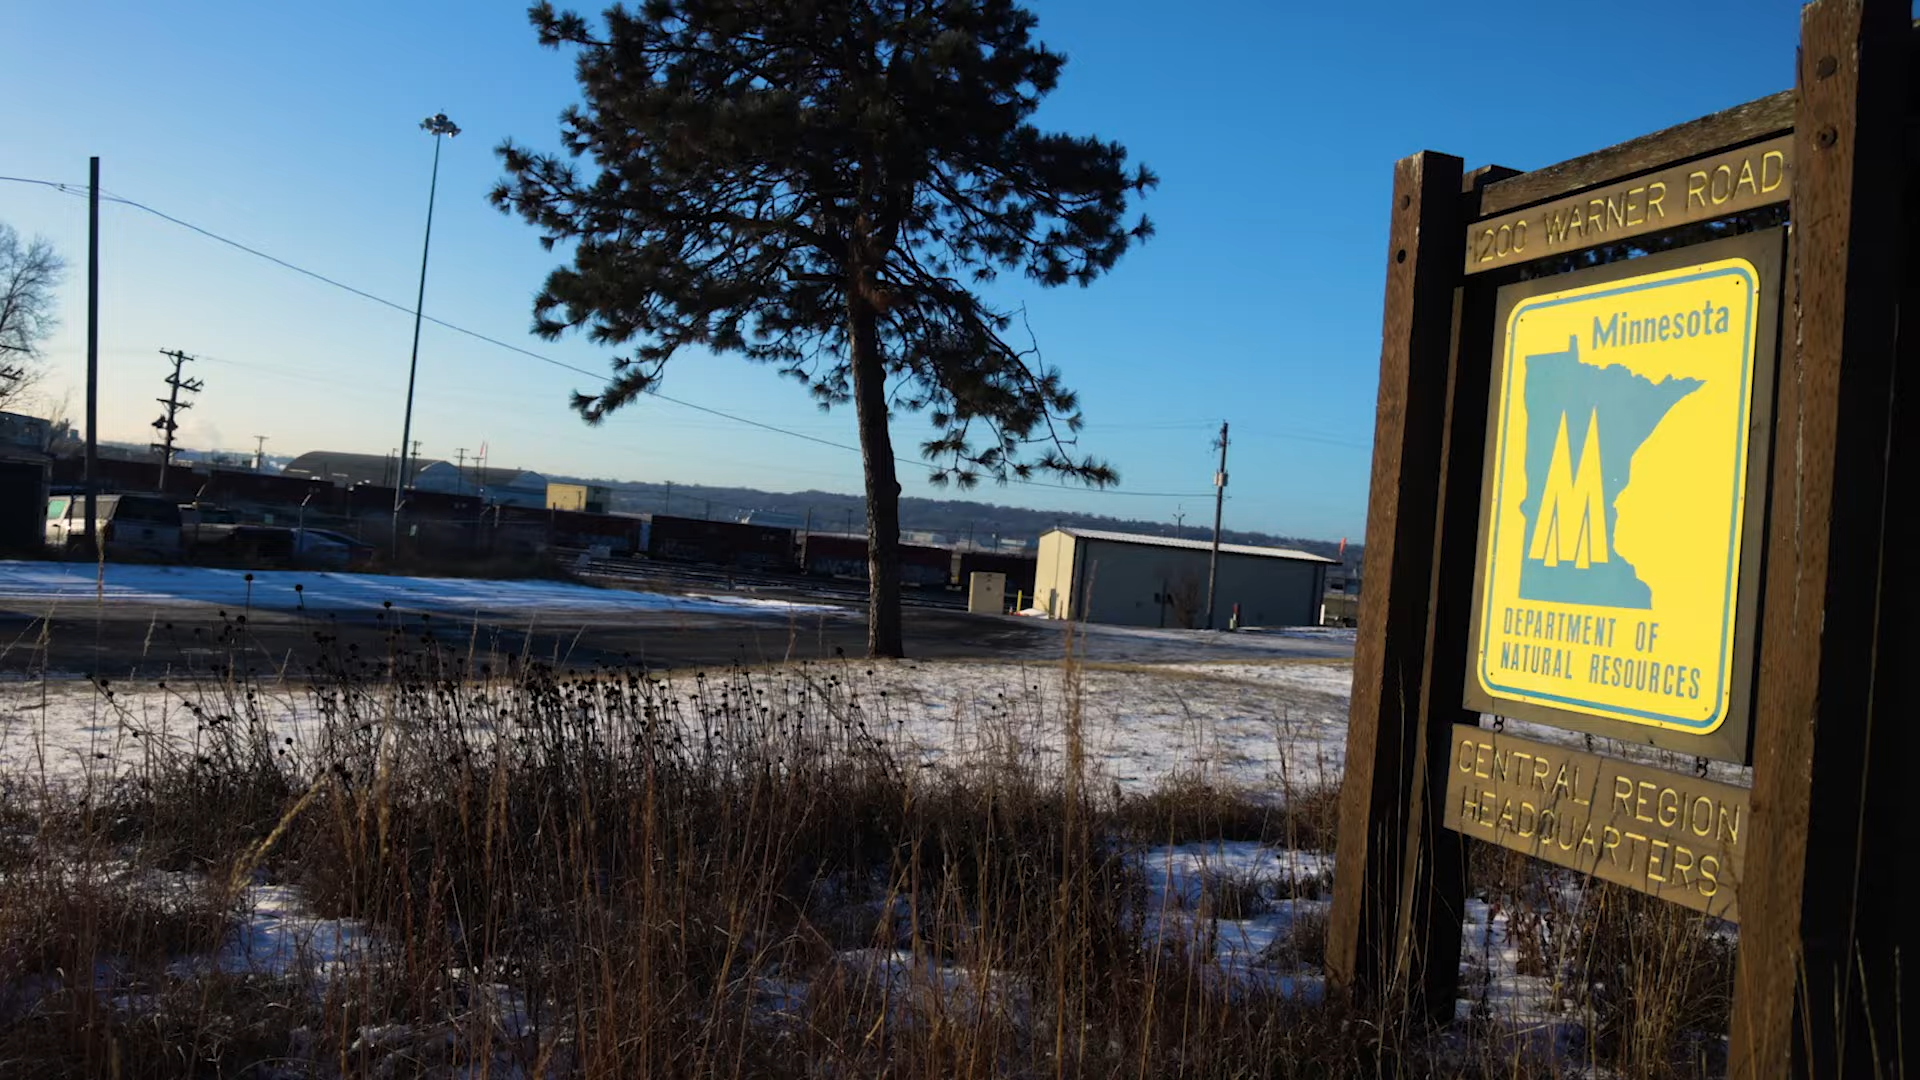 1200 WARNER ROAD
Minnesota
DEPARTMENT OF
NATURAL RESOURCES
CENTRAL REGION
HEADQUARTERS